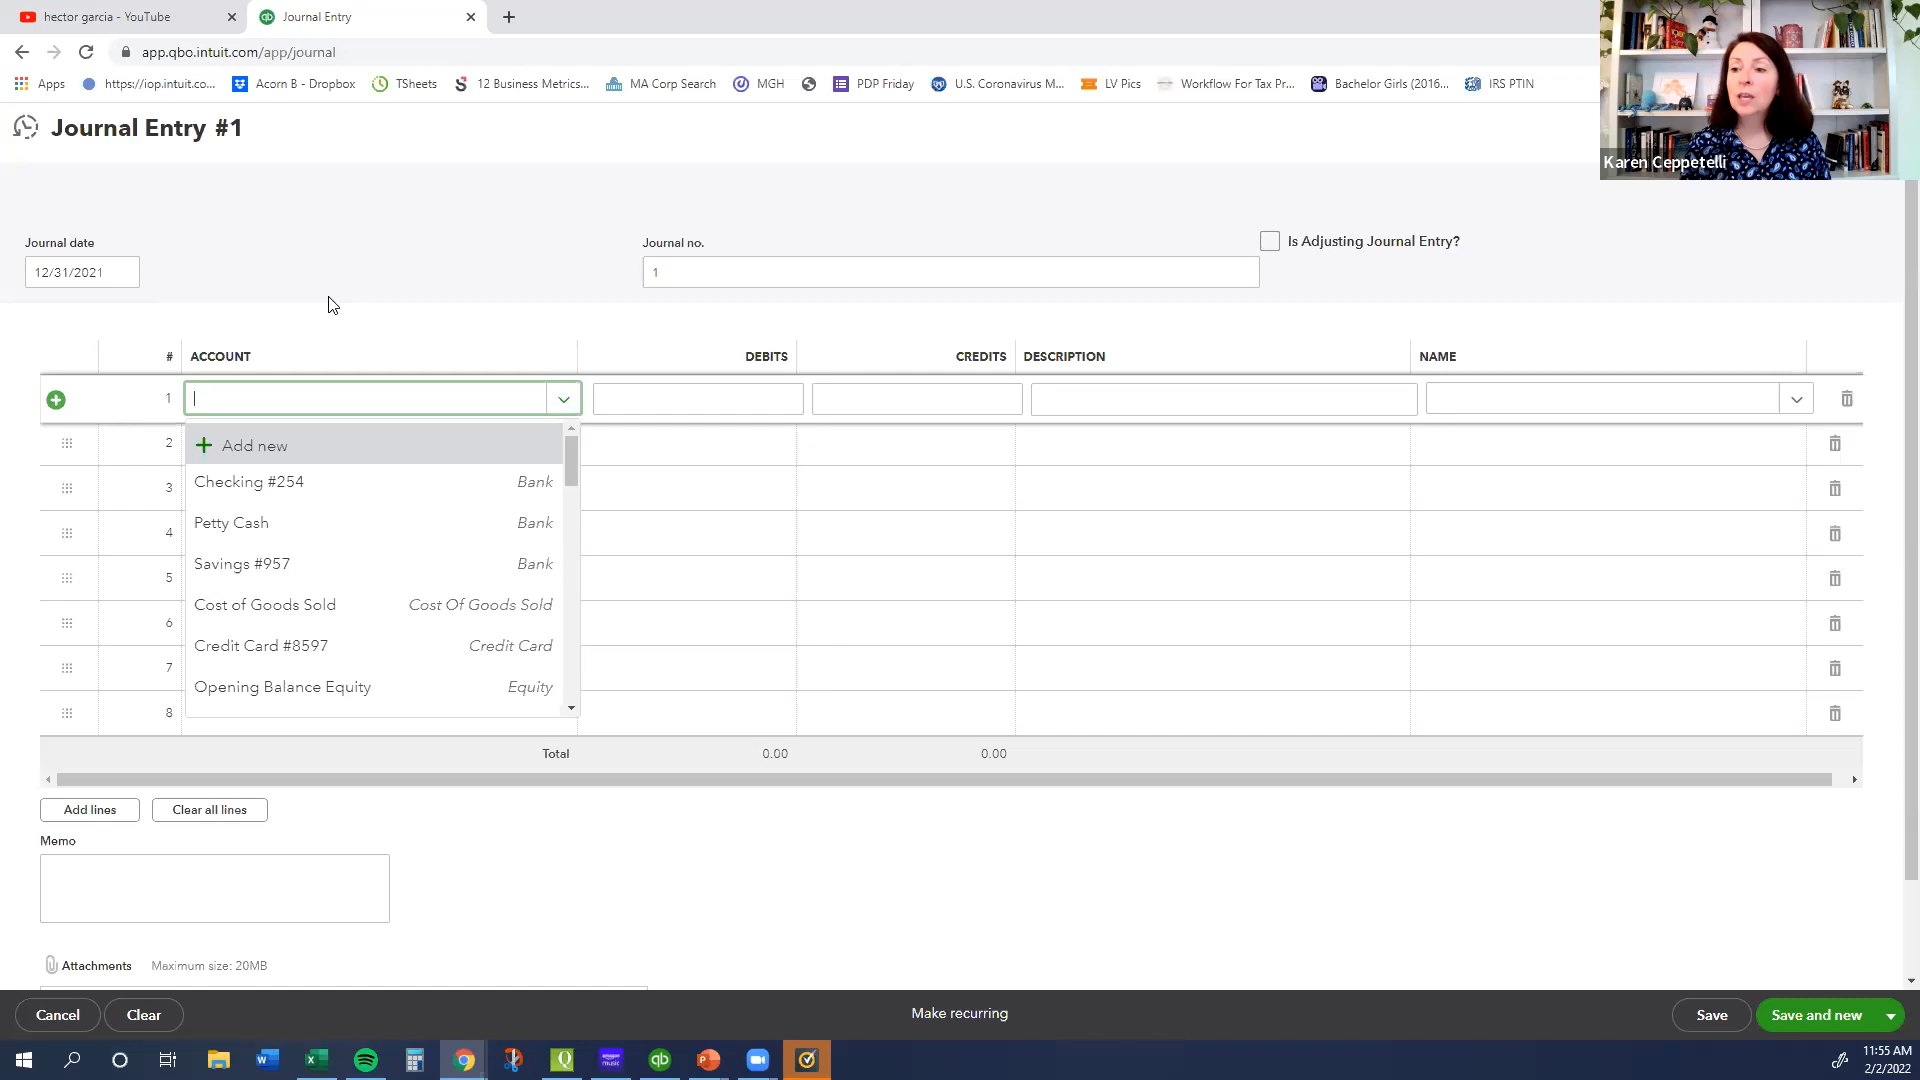 hector garcia - YouTube
Journal Entry
app.qbo.intuit.com/app/journal
Apps https://iop.intuit.co... Acorn B - Dropbox TSheets 12 Business Metrics... MA Corp Search MGH PDP Friday U.S. Coronavirus M... LV Pics Workflow For Tax Pr... Bachelor Girls (2016... IRS PTIN
Karen Ceppetelli
Journal Entry #1
Journal date Journal no. Is Adjusting Journal Entry?
12/31/2021 1
# ACCOUNT DEBITS CREDITS DESCRIPTION NAME
1
Add new
2
Checking #254 Bank
3
Petty Cash Bank
4
Savings #957 Bank
5
Cost of Goods Sold Cost Of Goods Sold
6
Credit Card #8597 Credit Card
7
Opening Balance Equity Equity
8
Total 0.00 0.00
Add lines Clear all lines
Memo
Attachments Maximum size: 20MB
Cancel Clear Make recurring Save Save and new
11:55 AM
2/2/2022